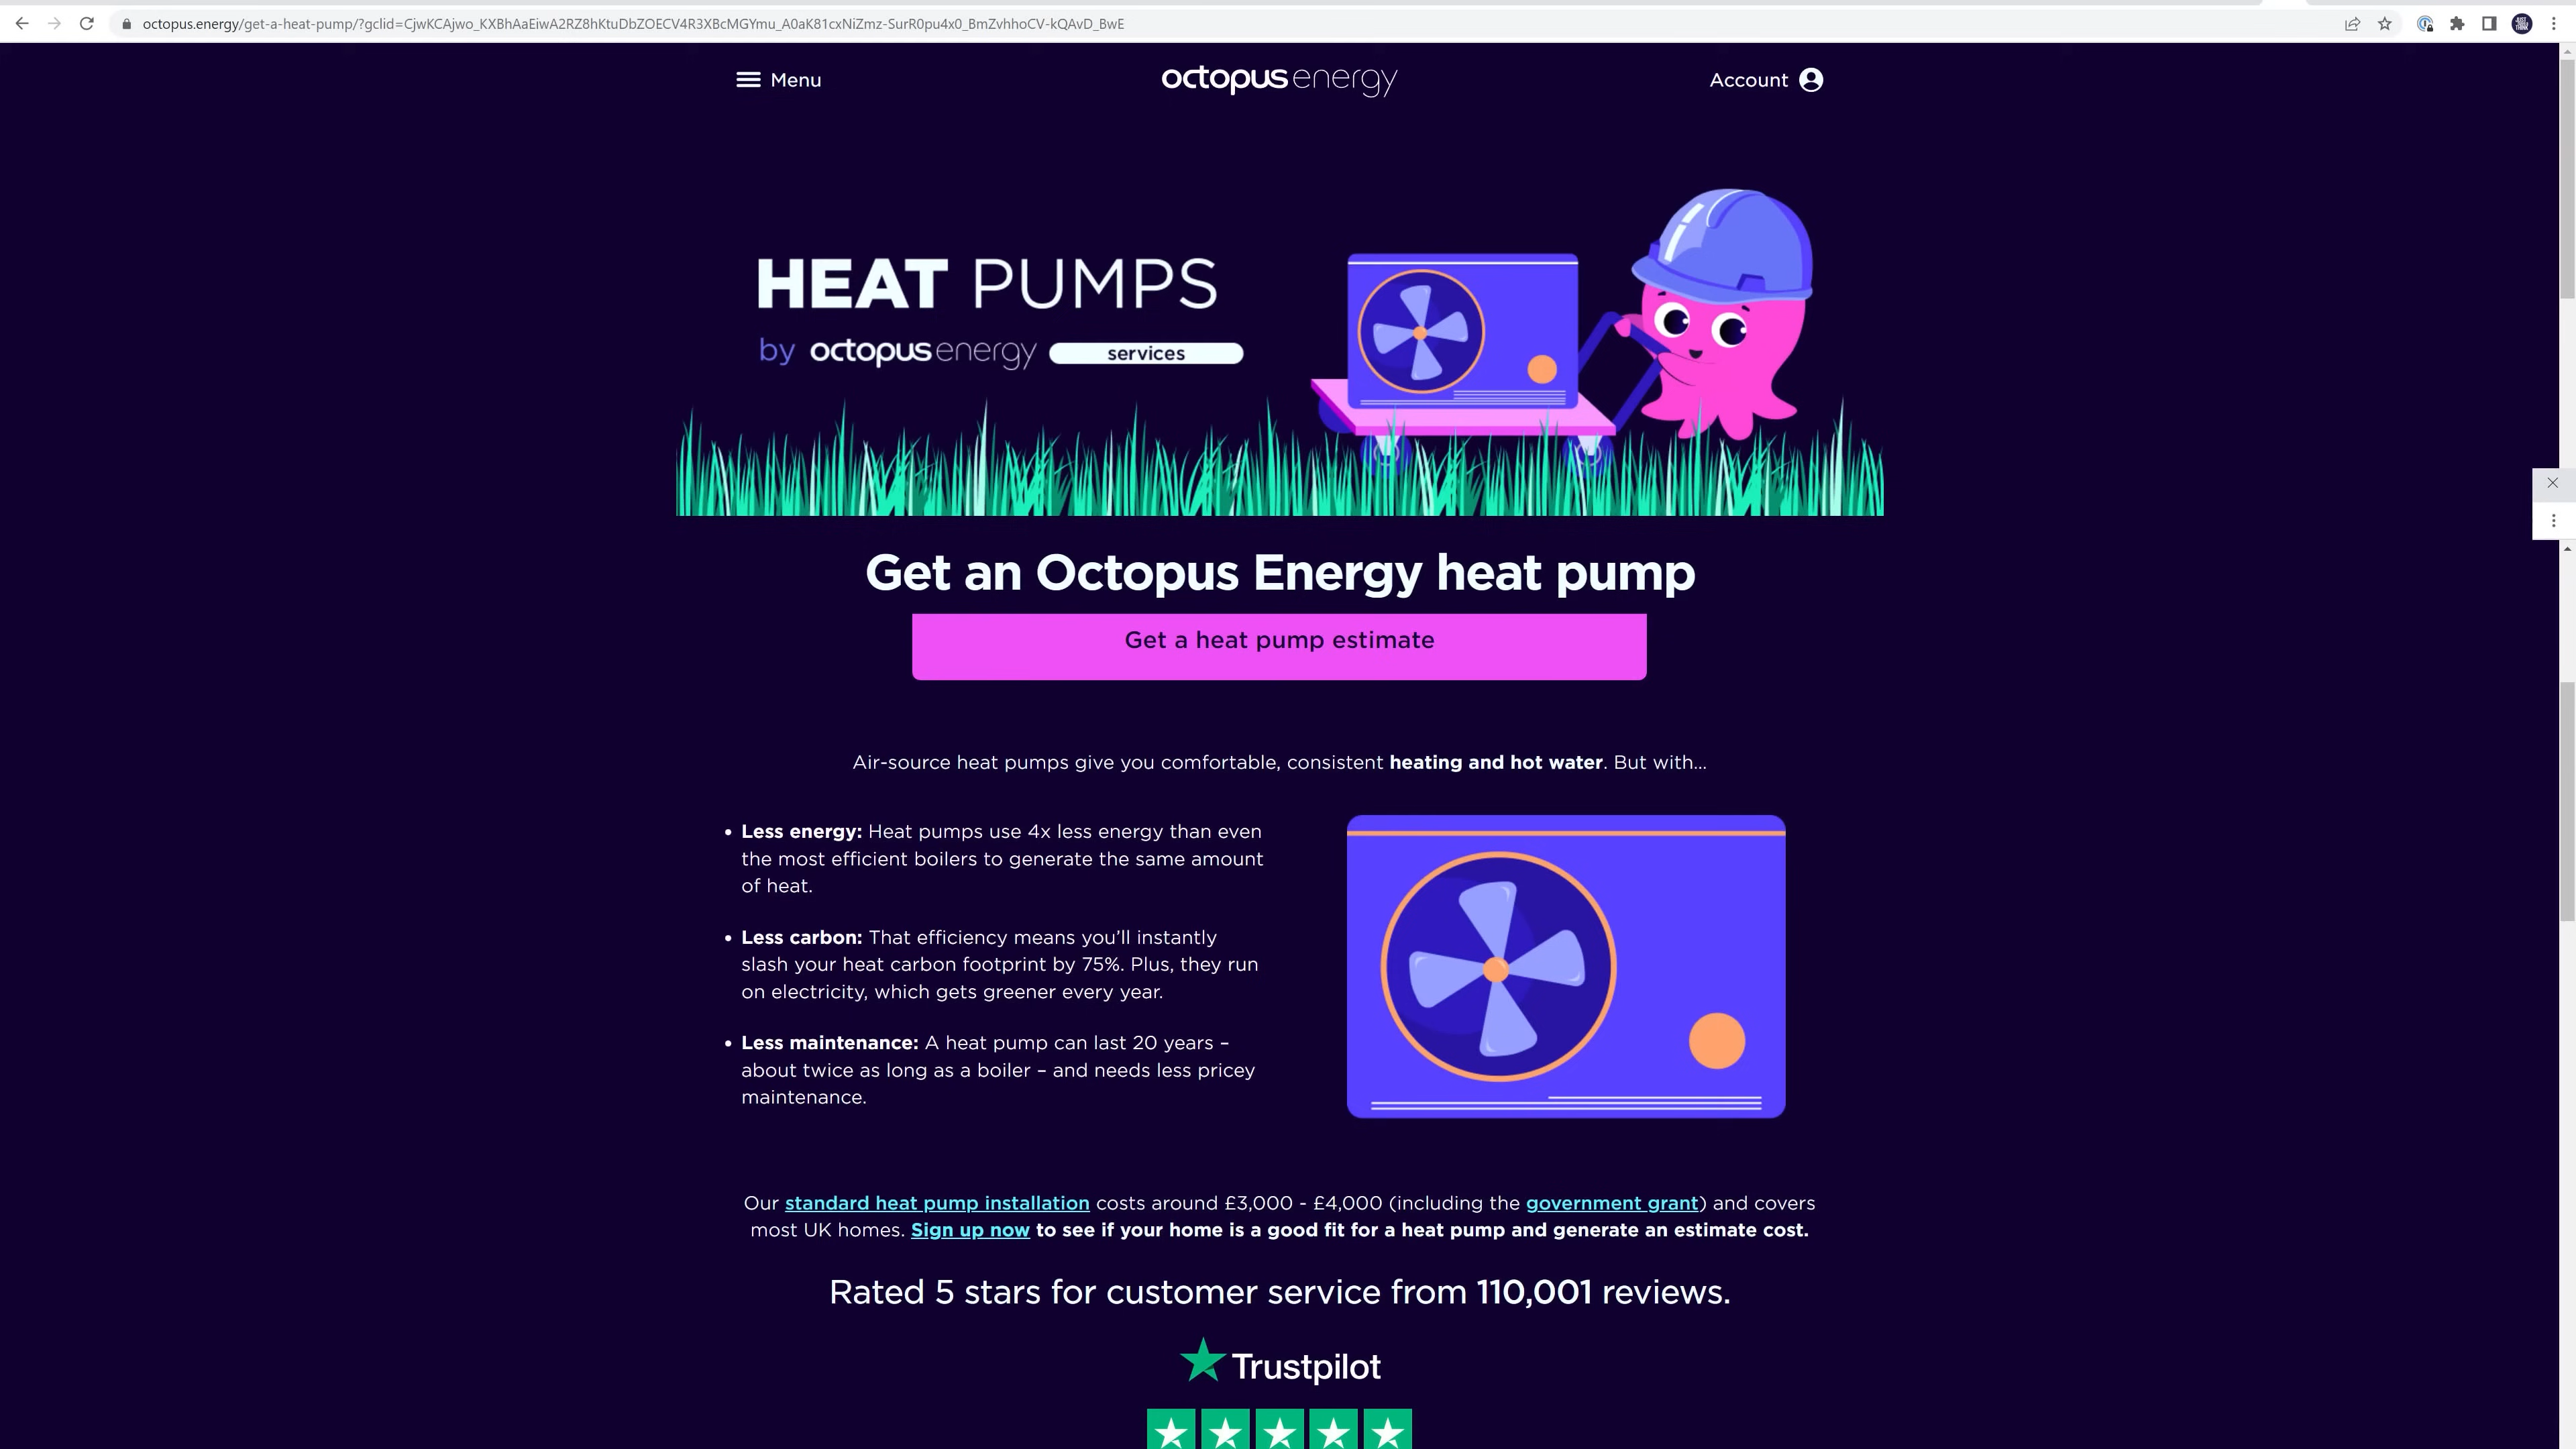 octopus.energy/get-a-heat-pump/?gclid=CjwKCAjwo_KXBhAaEiwA2RZ8hKtuDbZOECV4R3XBcMGYmu_A0aK81cxNiZmz-SurR0pu4x0_BmZvhhoCV-kQAvD_BwE
Menu
octopus energy
Account
HEAT PUMPS
by octopus energy services
Get an Octopus Energy heat pump
Get a heat pump estimate
Air-source heat pumps give you comfortable, consistent heating and hot water. But with...
• Less energy: Heat pumps use 4x less energy than even
the most efficient boilers to generate the same amount
of heat.
• Less carbon: That efficiency means you'll instantly
slash your heat carbon footprint by 75%. Plus, they run
on electricity, which gets greener every year.
• Less maintenance: A heat pump can last 20 years –
about twice as long as a boiler – and needs less pricey
maintenance.
Our standard heat pump installation costs around £3,000 - £4,000 (including the government grant) and covers
most UK homes. Sign up now to see if your home is a good fit for a heat pump and generate an estimate cost.
Rated 5 stars for customer service from 110,001 reviews.
Trustpilot